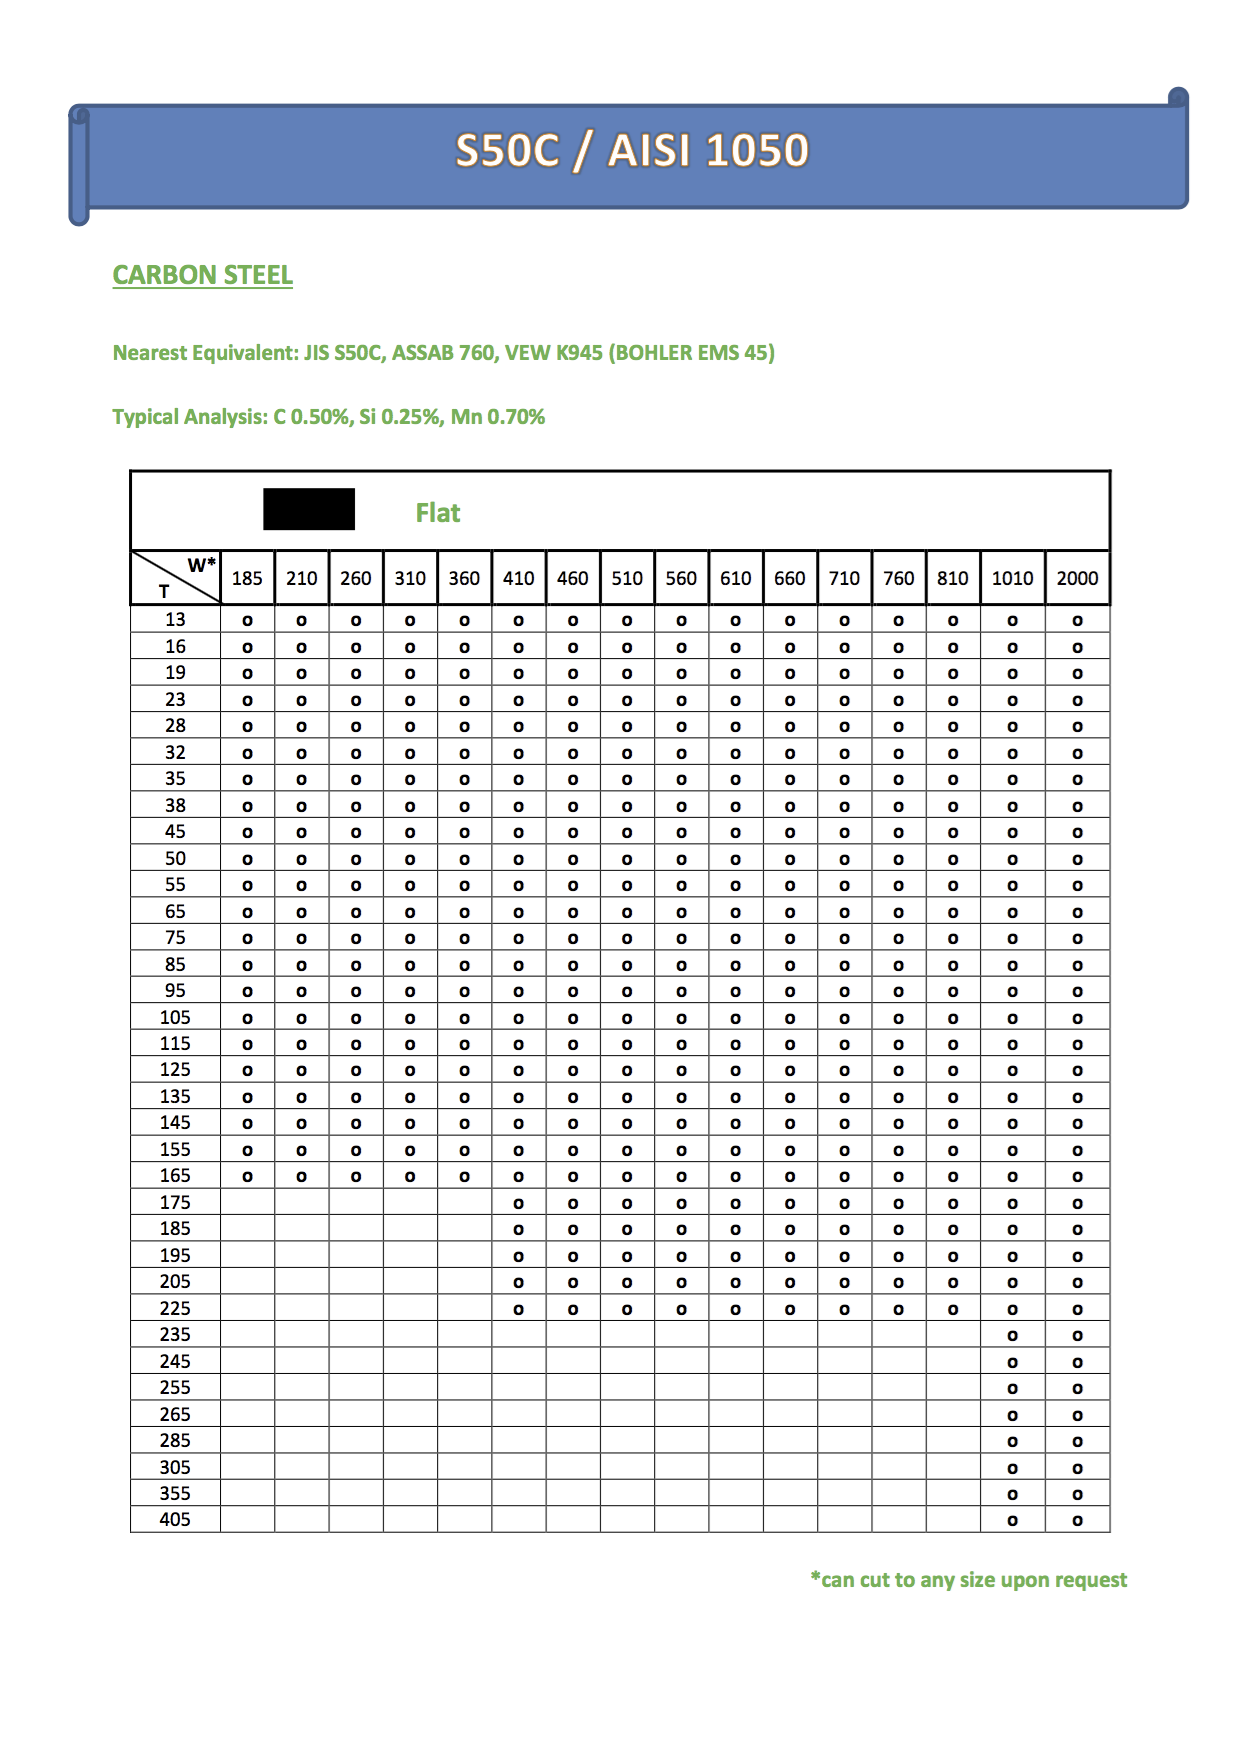 S50C / AISI 1050
CARBON STEEL
Nearest Equivalent: JIS S50C, ASSAB 760, VEW K945 (BOHLER EMS 45)
Typical Analysis: C 0.50%, Si 0.25%, Mn 0.70%
Flat
T W* 185 210 260 310 360 410 460 510 560 610 660 710 760 810 1010 2000
13 o o o o o o o o o o o o o o o o
16 o o o o o o o o o o o o o o o o
19 o o o o o o o o o o o o o o o o
23 o o o o o o o o o o o o o o o o
28 o o o o o o o o o o o o o o o o
32 o o o o o o o o o o o o o o o o
35 o o o o o o o o o o o o o o o o
38 o o o o o o o o o o o o o o o o
45 o o o o o o o o o o o o o o o o
50 o o o o o o o o o o o o o o o o
55 o o o o o o o o o o o o o o o o
65 o o o o o o o o o o o o o o o o
75 o o o o o o o o o o o o o o o o
85 o o o o o o o o o o o o o o o o
95 o o o o o o o o o o o o o o o o
105 o o o o o o o o o o o o o o o o
115 o o o o o o o o o o o o o o o o
125 o o o o o o o o o o o o o o o o
135 o o o o o o o o o o o o o o o o
145 o o o o o o o o o o o o o o o o
155 o o o o o o o o o o o o o o o o
165 o o o o o o o o o o o o o o o o
175 o o o o o o o o o o o
185 o o o o o o o o o o o
195 o o o o o o o o o o o
205 o o o o o o o o o o o
225 o o o o o o o o o o o
235 o o
245 o o
255 o o
265 o o
285 o o
305 o o
355 o o
405 o o
*can cut to any size upon request